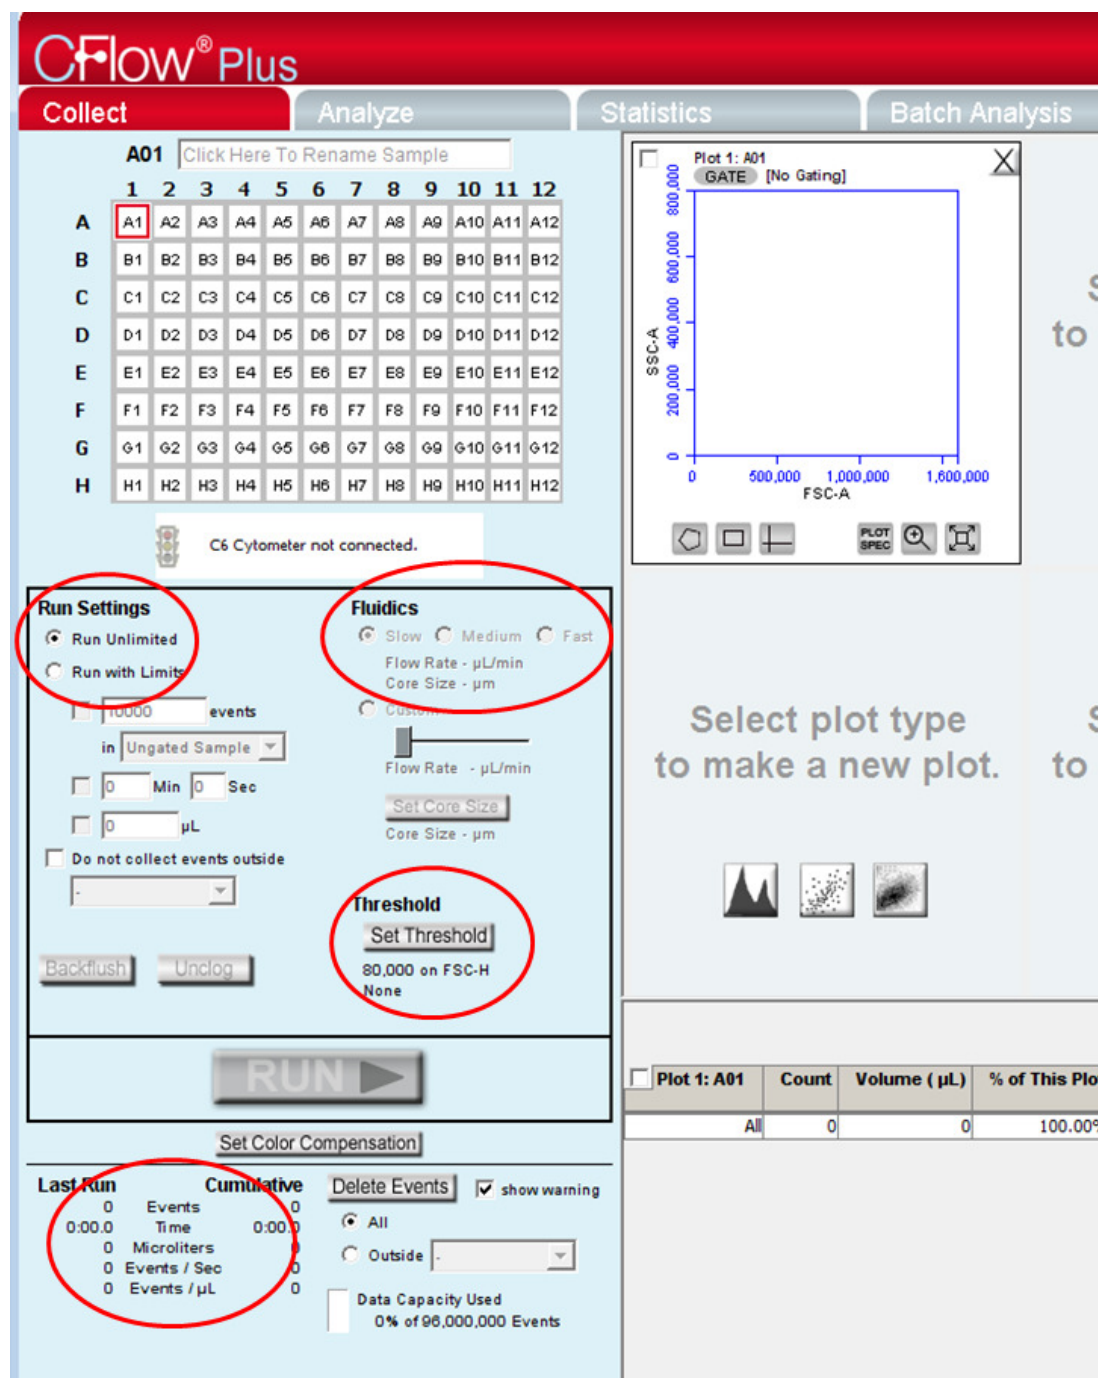 CFlow® Plus
Collect Analyze Statistics Batch Analysis
A01 Click Here To Rename Sample
1 2 3 4 5 6 7 8 9 10 11 12
A A1 A2 A3 A4 A5 A6 A7 A8 A9 A10 A11 A12
B B1 B2 B3 B4 B5 B6 B7 B8 B9 B10 B11 B12
C C1 C2 C3 C4 C5 C6 C7 C8 C9 C10 C11 C12
D D1 D2 D3 D4 D5 D6 D7 D8 D9 D10 D11 D12
E E1 E2 E3 E4 E5 E6 E7 E8 E9 E10 E11 E12
F F1 F2 F3 F4 F5 F6 F7 F8 F9 F10 F11 F12
G G1 G2 G3 G4 G5 G6 G7 G8 G9 G10 G11 G12
H H1 H2 H3 H4 H5 H6 H7 H8 H9 H10 H11 H12
C6 Cytometer not connected.
Run Settings
Run Unlimited
Run with Limits
10000 events
in Ungated Sample
0 Min 0 Sec
0 µL
Do not collect events outside
-
Backflush Unclog
Fluidics
Slow Medium Fast
Flow Rate - µL/min
Core Size - µm
Custom
Flow Rate - µL/min
Set Core Size
Core Size - µm
Threshold
Set Threshold
80,000 on FSC-H
None
RUN
Set Color Compensation
Last Run Cumulative
0 Events 0
0:00.0 Time 0:00.0
0 Microliters 0
0 Events / Sec 0
0 Events / µL 0
Delete Events show warning
All
Outside -
Data Capacity Used
0% of 96,000,000 Events
Plot 1: A01
GATE [No Gating]
800,000
600,000
400,000
200,000
0
SSC-A
0 500,000 1,000,000 1,600,000
FSC-A
PLOT
SPEC
S
to
Select plot type
to make a new plot.
S
to
Plot 1: A01 Count Volume ( µL) % of This Plo
All 0 0 100.00%